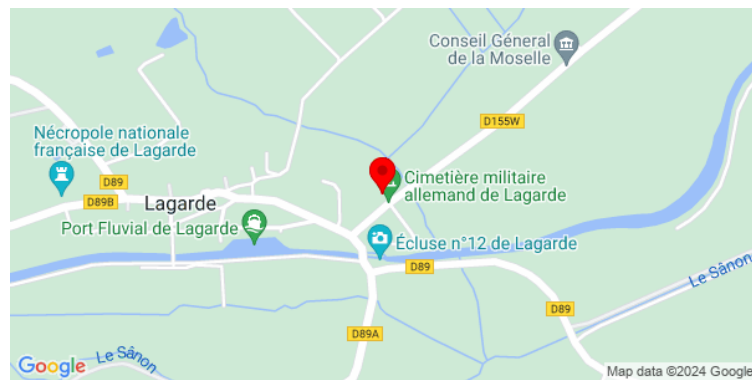 Conseil Général
de la Moselle
D155W
Nécropole nationale
française de Lagarde
D89
D89B
Lagarde
Cimetière militaire
allemand de Lagarde
Port Fluvial de Lagarde
Écluse n°12 de Lagarde
D89
Le Sânon
D89
D89A
Le Sânon
Google
Map data ©2024 Google